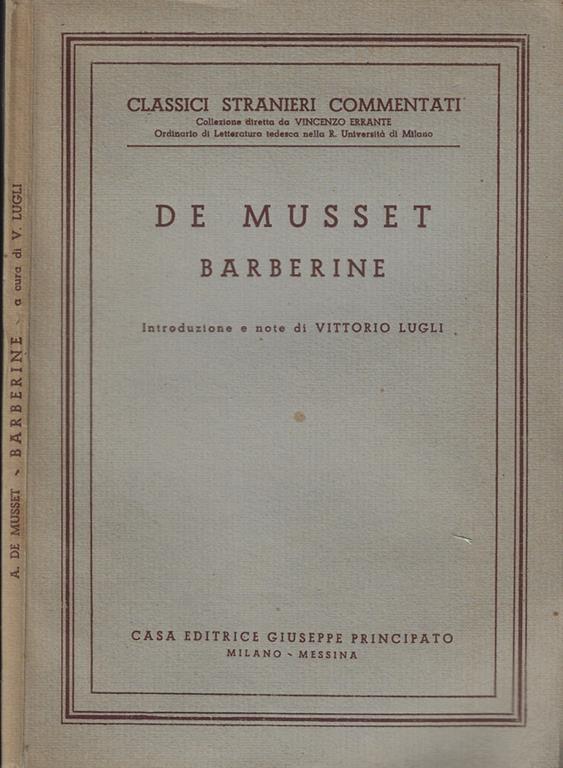 A. DE MUSSET ~ BARBERINE ~ a cura di V. LUGLI
CLASSICI STRANIERI COMMENTATI
Collezione diretta da VINCENZO ERRANTE
Ordinario di Letteratura tedesca nella R. Università di Milano
DE MUSSET
BARBERINE
Introduzione e note di VITTORIO LUGLI
CASA EDITRICE GIUSEPPE PRINCIPATO
MILANO ~ MESSINA